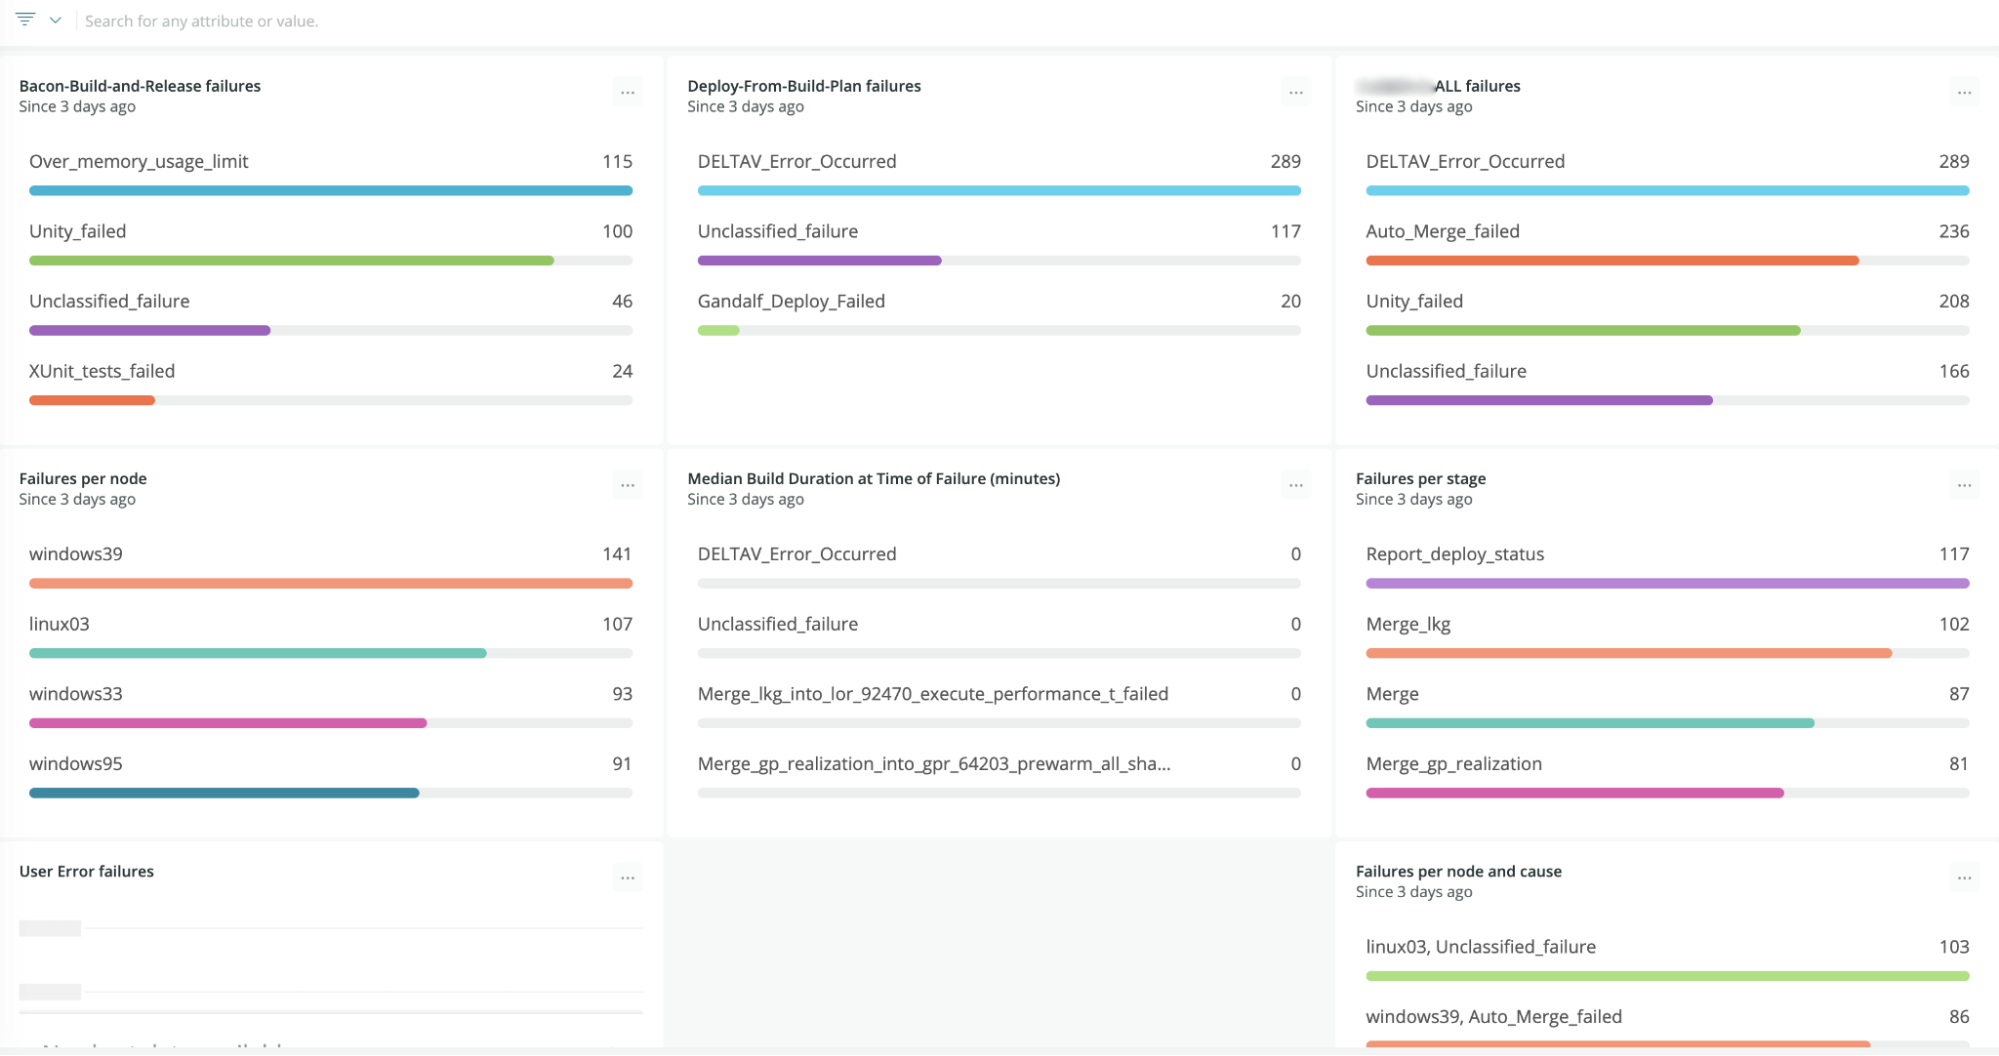 Search for any attribute or value.
Bacon-Build-and-Release failures
Since 3 days ago
...
Over_memory_usage_limit 115
Unity_failed 100
Unclassified_failure 46
XUnit_tests_failed 24
Deploy-From-Build-Plan failures
Since 3 days ago
...
DELTAV_Error_Occurred 289
Unclassified_failure 117
Gandalf_Deploy_Failed 20
ALL failures
Since 3 days ago
...
DELTAV_Error_Occurred 289
Auto_Merge_failed 236
Unity_failed 208
Unclassified_failure 166
Failures per node
Since 3 days ago
...
windows39 141
linux03 107
windows33 93
windows95 91
Median Build Duration at Time of Failure (minutes)
Since 3 days ago
...
DELTAV_Error_Occurred 0
Unclassified_failure 0
Merge_lkg_into_lor_92470_execute_performance_t_failed 0
Merge_gp_realization_into_gpr_64203_prewarm_all_sha... 0
Failures per stage
Since 3 days ago
...
Report_deploy_status 117
Merge_lkg 102
Merge 87
Merge_gp_realization 81
User Error failures
...
Failures per node and cause
Since 3 days ago
...
linux03, Unclassified_failure 103
windows39, Auto_Merge_failed 86